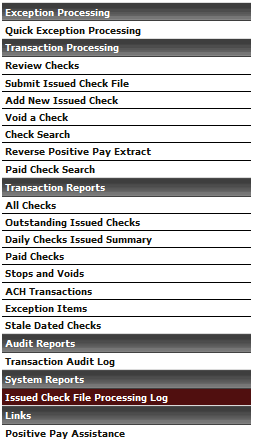 Exception Processing
Quick Exception Processing
Transaction Processing
Review Checks
Submit Issued Check File
Add New Issued Check
Void a Check
Check Search
Reverse Positive Pay Extract
Paid Check Search
Transaction Reports
All Checks
Outstanding Issued Checks
Daily Checks Issued Summary
Paid Checks
Stops and Voids
ACH Transactions
Exception Items
Stale Dated Checks
Audit Reports
Transaction Audit Log
System Reports
Issued Check File Processing Log
Links
Positive Pay Assistance